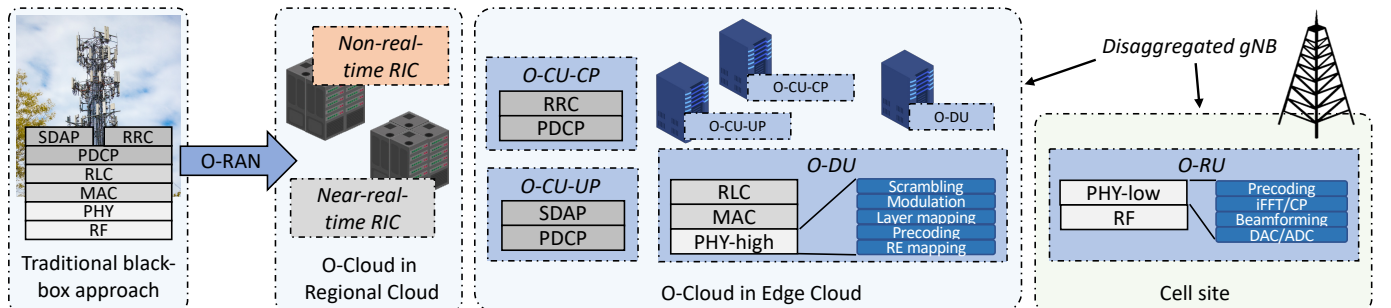 SDAP
RRC
PDCP
RLC
MAC
PHY
RF
Traditional black-
box approach
O-RAN
Non-real-
time RIC
Near-real-
time RIC
O-Cloud in
Regional Cloud
O-CU-CP
RRC
PDCP
O-CU-UP
SDAP
PDCP
O-CU-CP
O-CU-UP
O-DU
O-DU
RLC
MAC
PHY-high
Scrambling
Modulation
Layer mapping
Precoding
RE mapping
O-Cloud in Edge Cloud
Disaggregated gNB
O-RU
PHY-low
RF
Precoding
iFFT/CP
Beamforming
DAC/ADC
Cell site